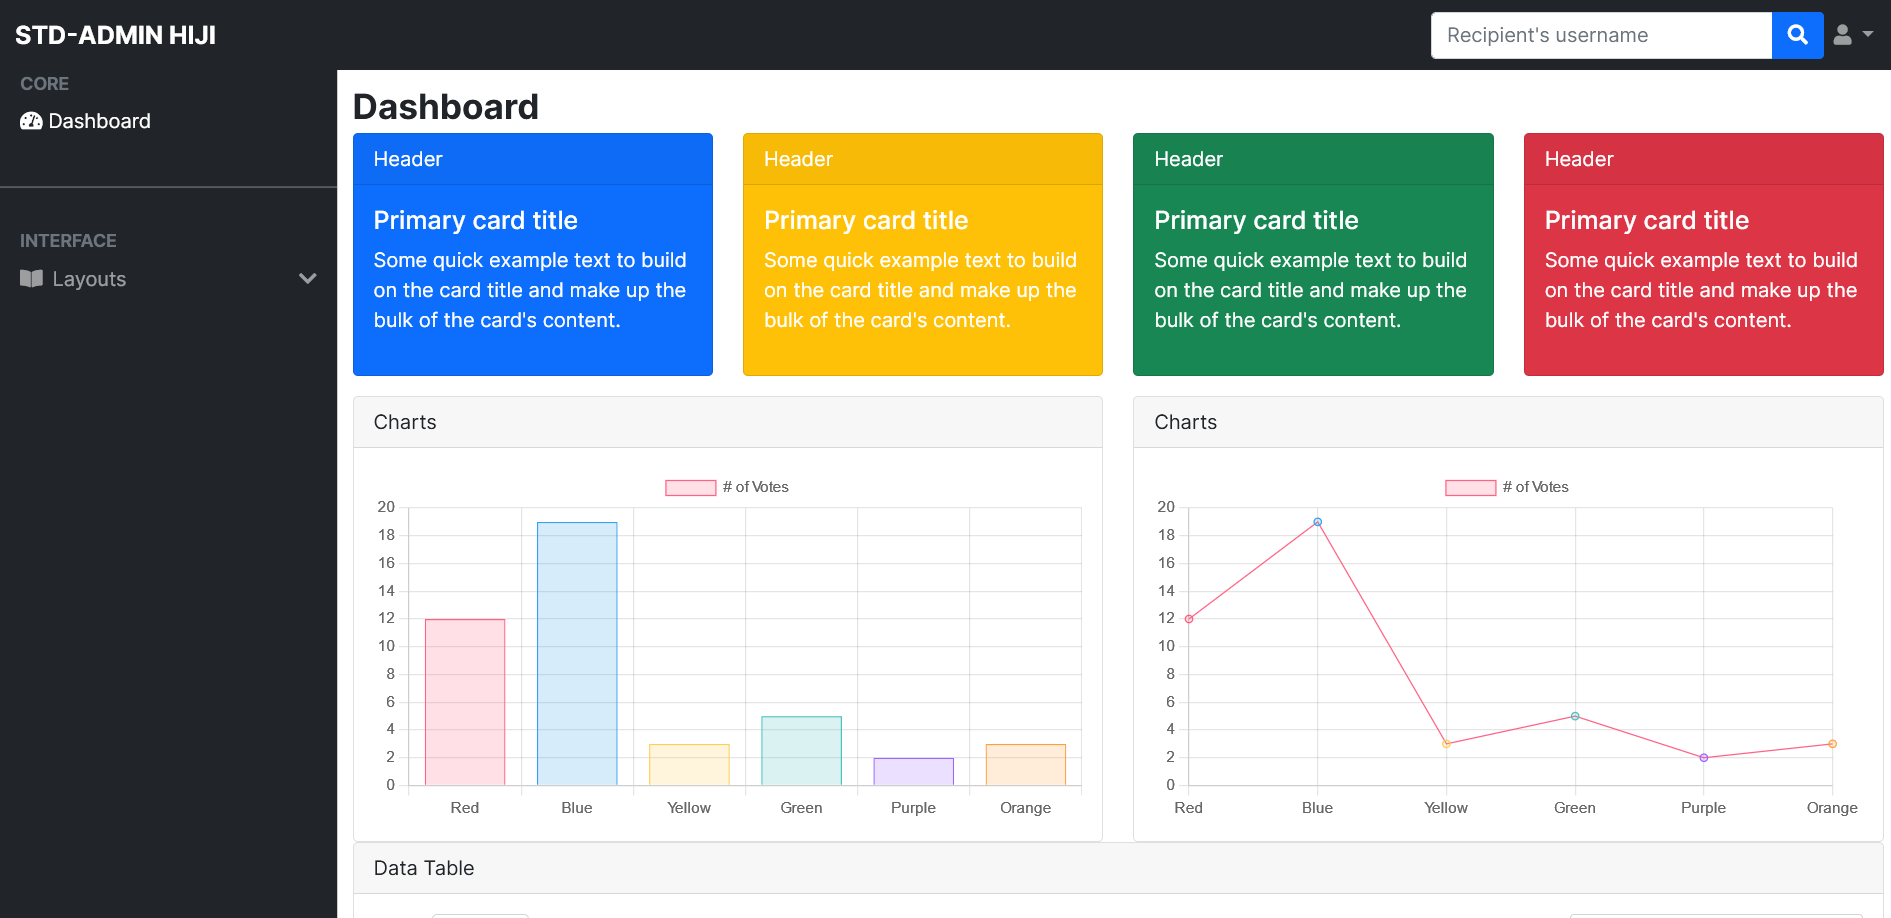 STD-ADMIN HIJI
Recipient's username
CORE
Dashboard
INTERFACE
Layouts
Dashboard
Header
Primary card title
Some quick example text to build
on the card title and make up the
bulk of the card's content.
Header
Primary card title
Some quick example text to build
on the card title and make up the
bulk of the card's content.
Header
Primary card title
Some quick example text to build
on the card title and make up the
bulk of the card's content.
Header
Primary card title
Some quick example text to build
on the card title and make up the
bulk of the card's content.
Charts
# of Votes
20
18
16
14
12
10
8
6
4
2
0
Red Blue Yellow Green Purple Orange
Charts
# of Votes
20
18
16
14
12
10
8
6
4
2
0
Red Blue Yellow Green Purple Orange
Data Table